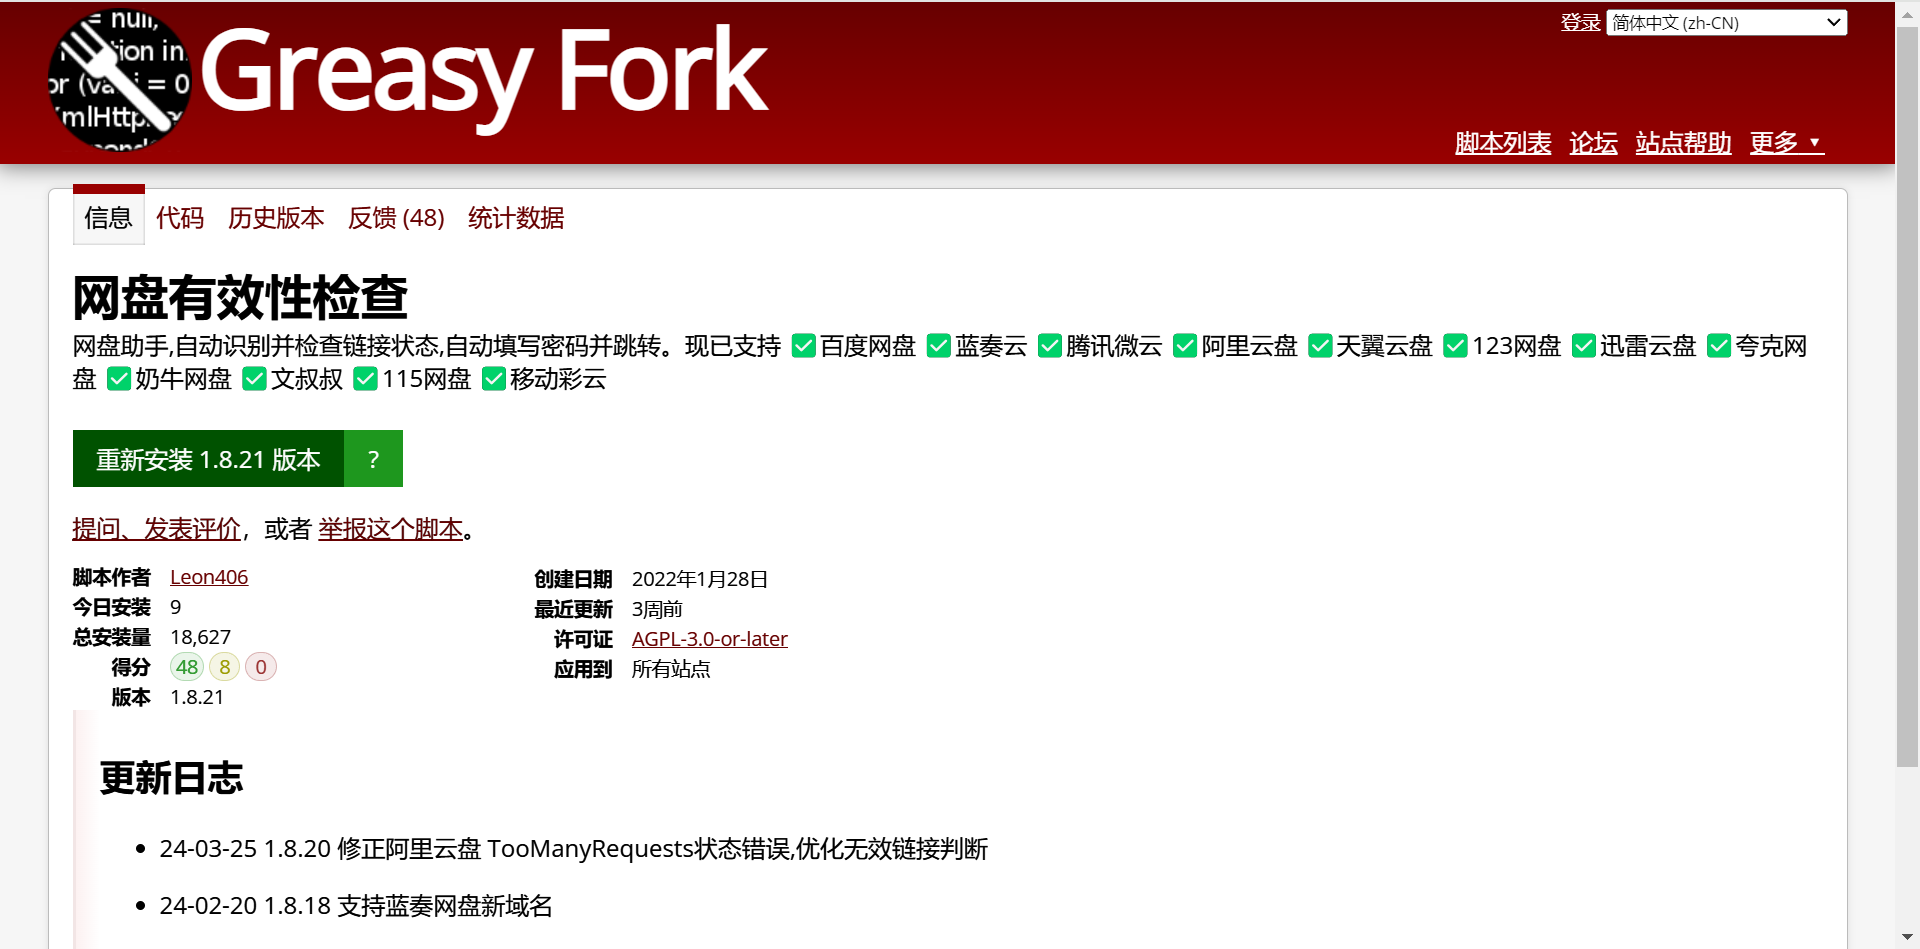 null,
tion in
or (va i = 0
XmlHttp
Greasy Fork
登录 简体中文 (zh-CN)
脚本列表 论坛 站点帮助 更多 ▼
信息 代码 历史版本 反馈 (48) 统计数据
网盘有效性检查
网盘助手,自动识别并检查链接状态,自动填写密码并跳转。现已支持 ✅百度网盘 ✅蓝奏云 ✅腾讯微云 ✅阿里云盘 ✅天翼云盘 ✅123网盘 ✅迅雷云盘 ✅夸克网
盘 ✅奶牛网盘 ✅文叔叔 ✅115网盘 ✅移动彩云
重新安装 1.8.21 版本 ?
提问、发表评价，或者 举报这个脚本。
脚本作者 Leon406
今日安装 9
总安装量 18,627
得分 48 8 0
版本 1.8.21
创建日期 2022年1月28日
最近更新 3周前
许可证 AGPL-3.0-or-later
应用到 所有站点
更新日志
• 24-03-25 1.8.20 修正阿里云盘 TooManyRequests状态错误,优化无效链接判断
• 24-02-20 1.8.18 支持蓝奏网盘新域名